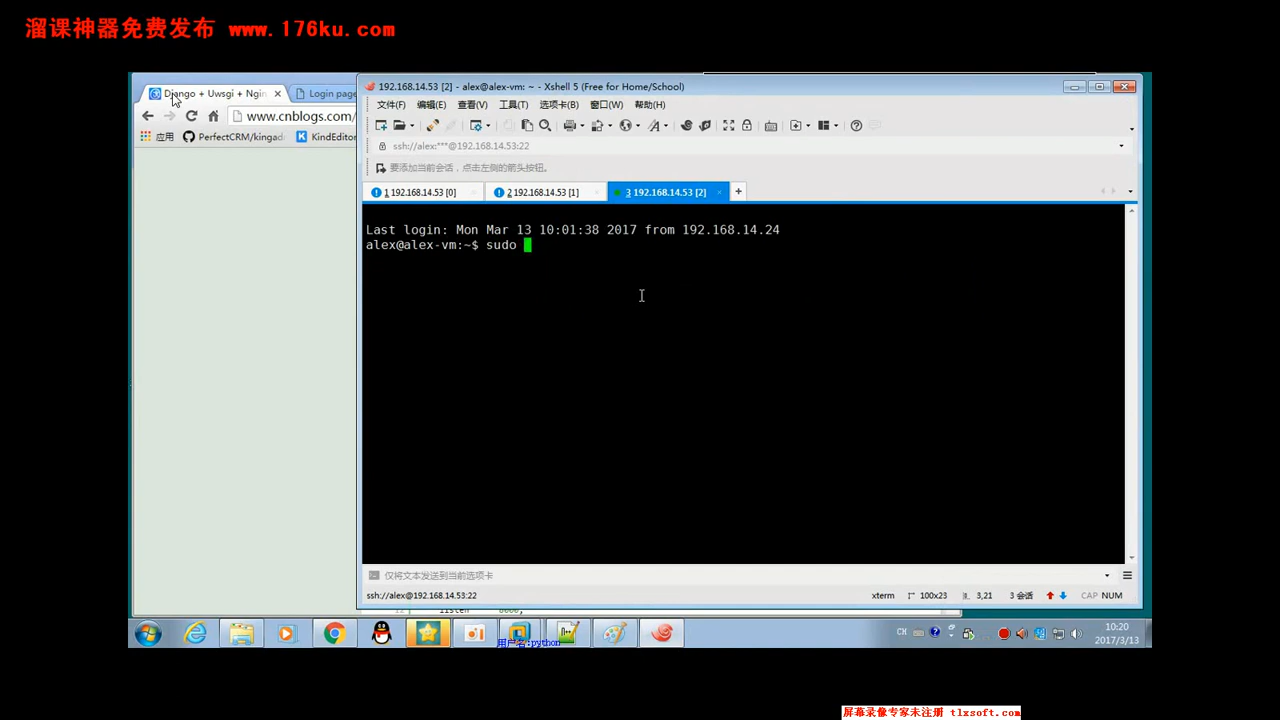 溜课神器免费发布 www.176ku.com
192.168.14.53 [2] - alex@alex-vm: ~ - Xshell 5 (Free for Home/School)
Django + Uwsgi + Ngin
Login page
文件(F) 编辑(E) 查看(V) 工具(T) 选项卡(B) 窗口(W) 帮助(H)
www.cnblogs.com/
应用 PerfectCRM/kingad KindEditor
ssh://alex:***@192.168.14.53:22
要添加当前会话，点击左侧的箭头按钮。
1 192.168.14.53 [0] 2 192.168.14.53 [1] 3 192.168.14.53 [2]
Last login: Mon Mar 13 10:01:38 2017 from 192.168.14.24
alex@alex-vm:~$ sudo
仅将文本发送到当前选项卡
ssh://alex@192.168.14.53:22 xterm 100x23 3,21 3 会话 CAP NUM
CH
10:20
2017/3/13
用户名:python
屏幕录像专家未注册 tlxsoft.com